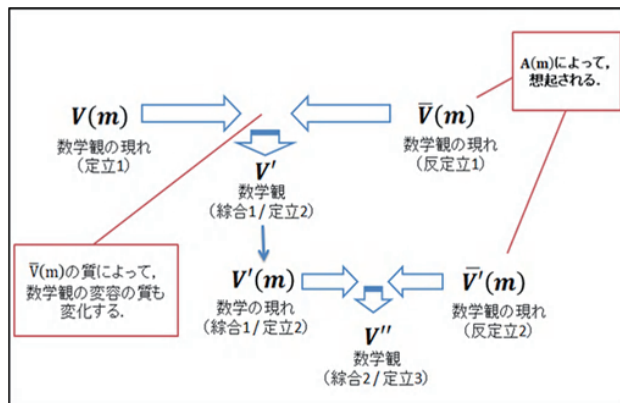 A(m)によって,
想起される.
V(m)
数学観の現れ
(定立1)
V̅(m)
数学観の現れ
(反定立1)
V′
数学観
(綜合1/定立2)
V̅(m)の質によって,
数学観の変容の質も
変化する.
V′(m)
数学の現れ
(綜合1/定立2)
V̅′(m)
数学観の現れ
(反定立2)
V′′
数学観
(綜合2/定立3)